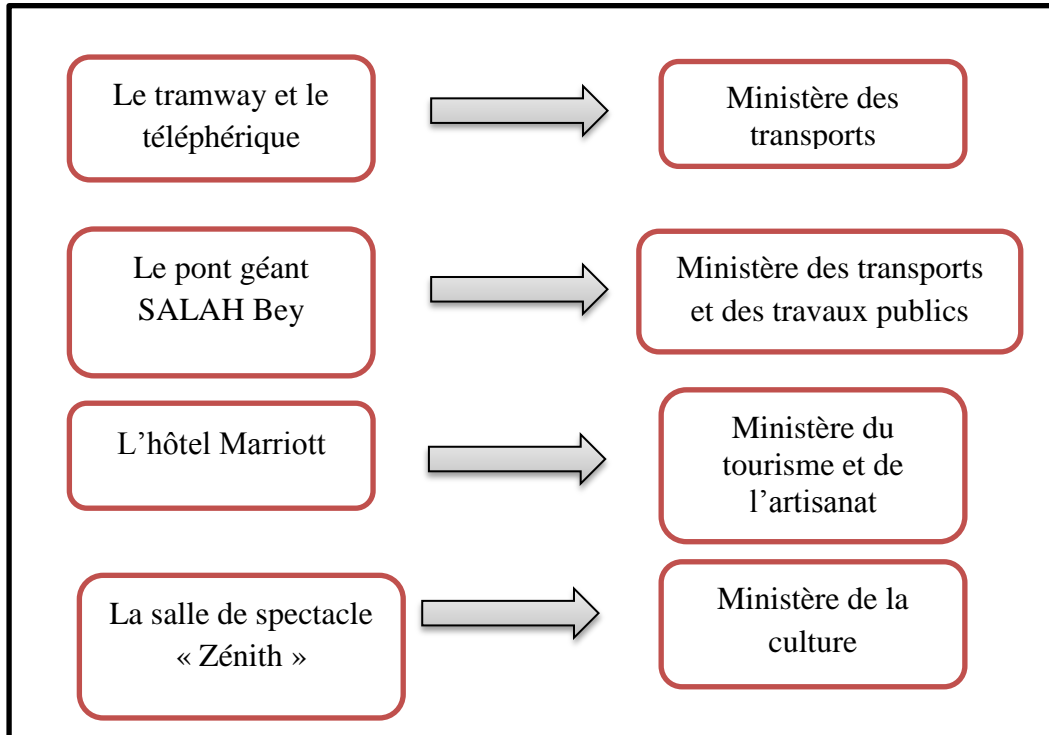 Le tramway et le
téléphérique
Ministère des
transports
Le pont géant
SALAH Bey
Ministère des transports
et des travaux publics
L’hôtel Marriott
Ministère du
tourisme et de
l’artisanat
La salle de spectacle
« Zénith »
Ministère de la
culture